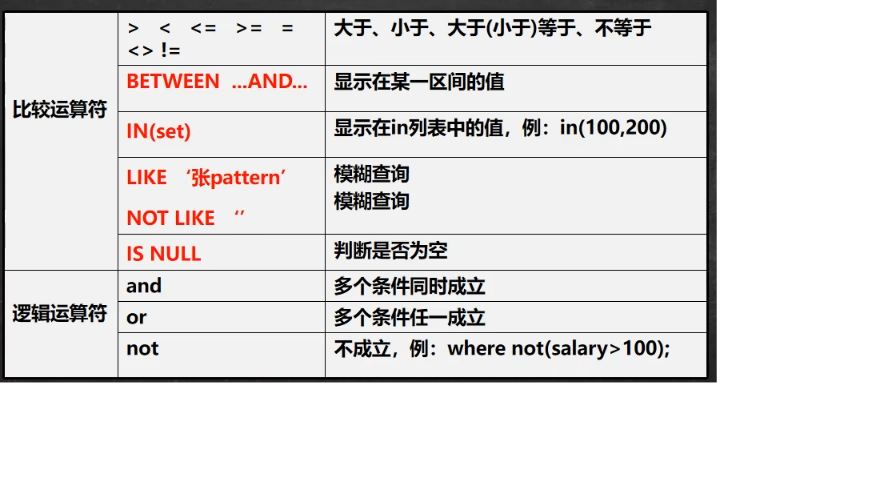 比较运算符
> < <= >= =
<> !=
大于、小于、大于(小于)等于、不等于
BETWEEN ...AND...
显示在某一区间的值
IN(set)
显示在in列表中的值，例：in(100,200)
LIKE ‘张pattern’
模糊查询
NOT LIKE ‘’
模糊查询
IS NULL
判断是否为空
逻辑运算符
and
多个条件同时成立
or
多个条件任一成立
not
不成立，例：where not(salary>100);